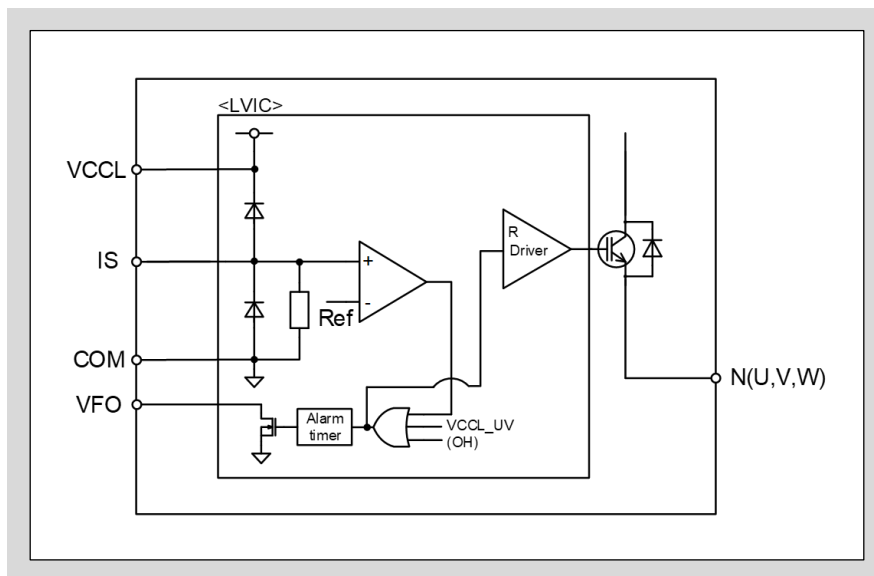 <LVIC>
VCCL
IS
COM
VFO
+
-
Ref
R
Driver
Alarm
timer
VCCL_UV
(OH)
N(U,V,W)